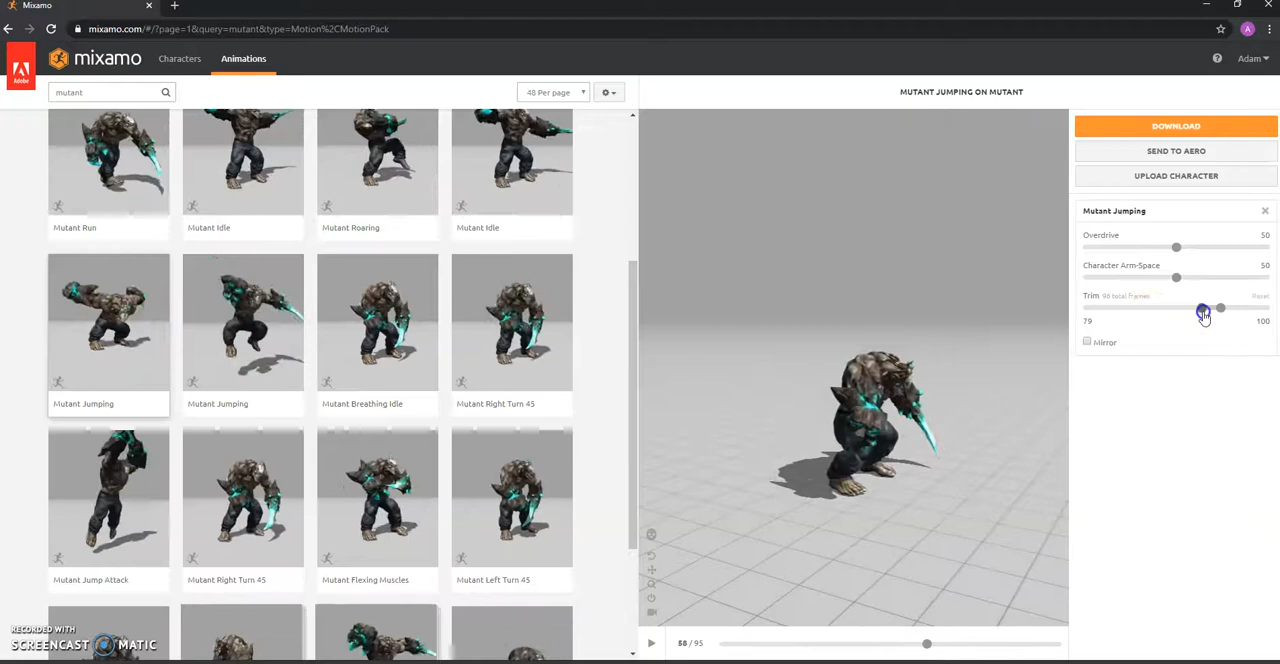 Mixamo
mixamo.com/#/?page=1&query=mutant&type=Motion%2CMotionPack
A
Adobe
mixamo
Characters
Animations
Adam
mutant
48 Per page
MUTANT JUMPING ON MUTANT
DOWNLOAD
SEND TO AERO
UPLOAD CHARACTER
Mutant Jumping
Overdrive 50
Character Arm-Space 50
Trim 96 total Frames Reset
79 100
Mirror
Mutant Run
Mutant Idle
Mutant Roaring
Mutant Idle
Mutant Jumping
Mutant Jumping
Mutant Breathing Idle
Mutant Right Turn 45
Mutant Jump Attack
Mutant Right Turn 45
Mutant Flexing Muscles
Mutant Left Turn 45
58 / 95
RECORDED WITH
SCREENCAST MATIC